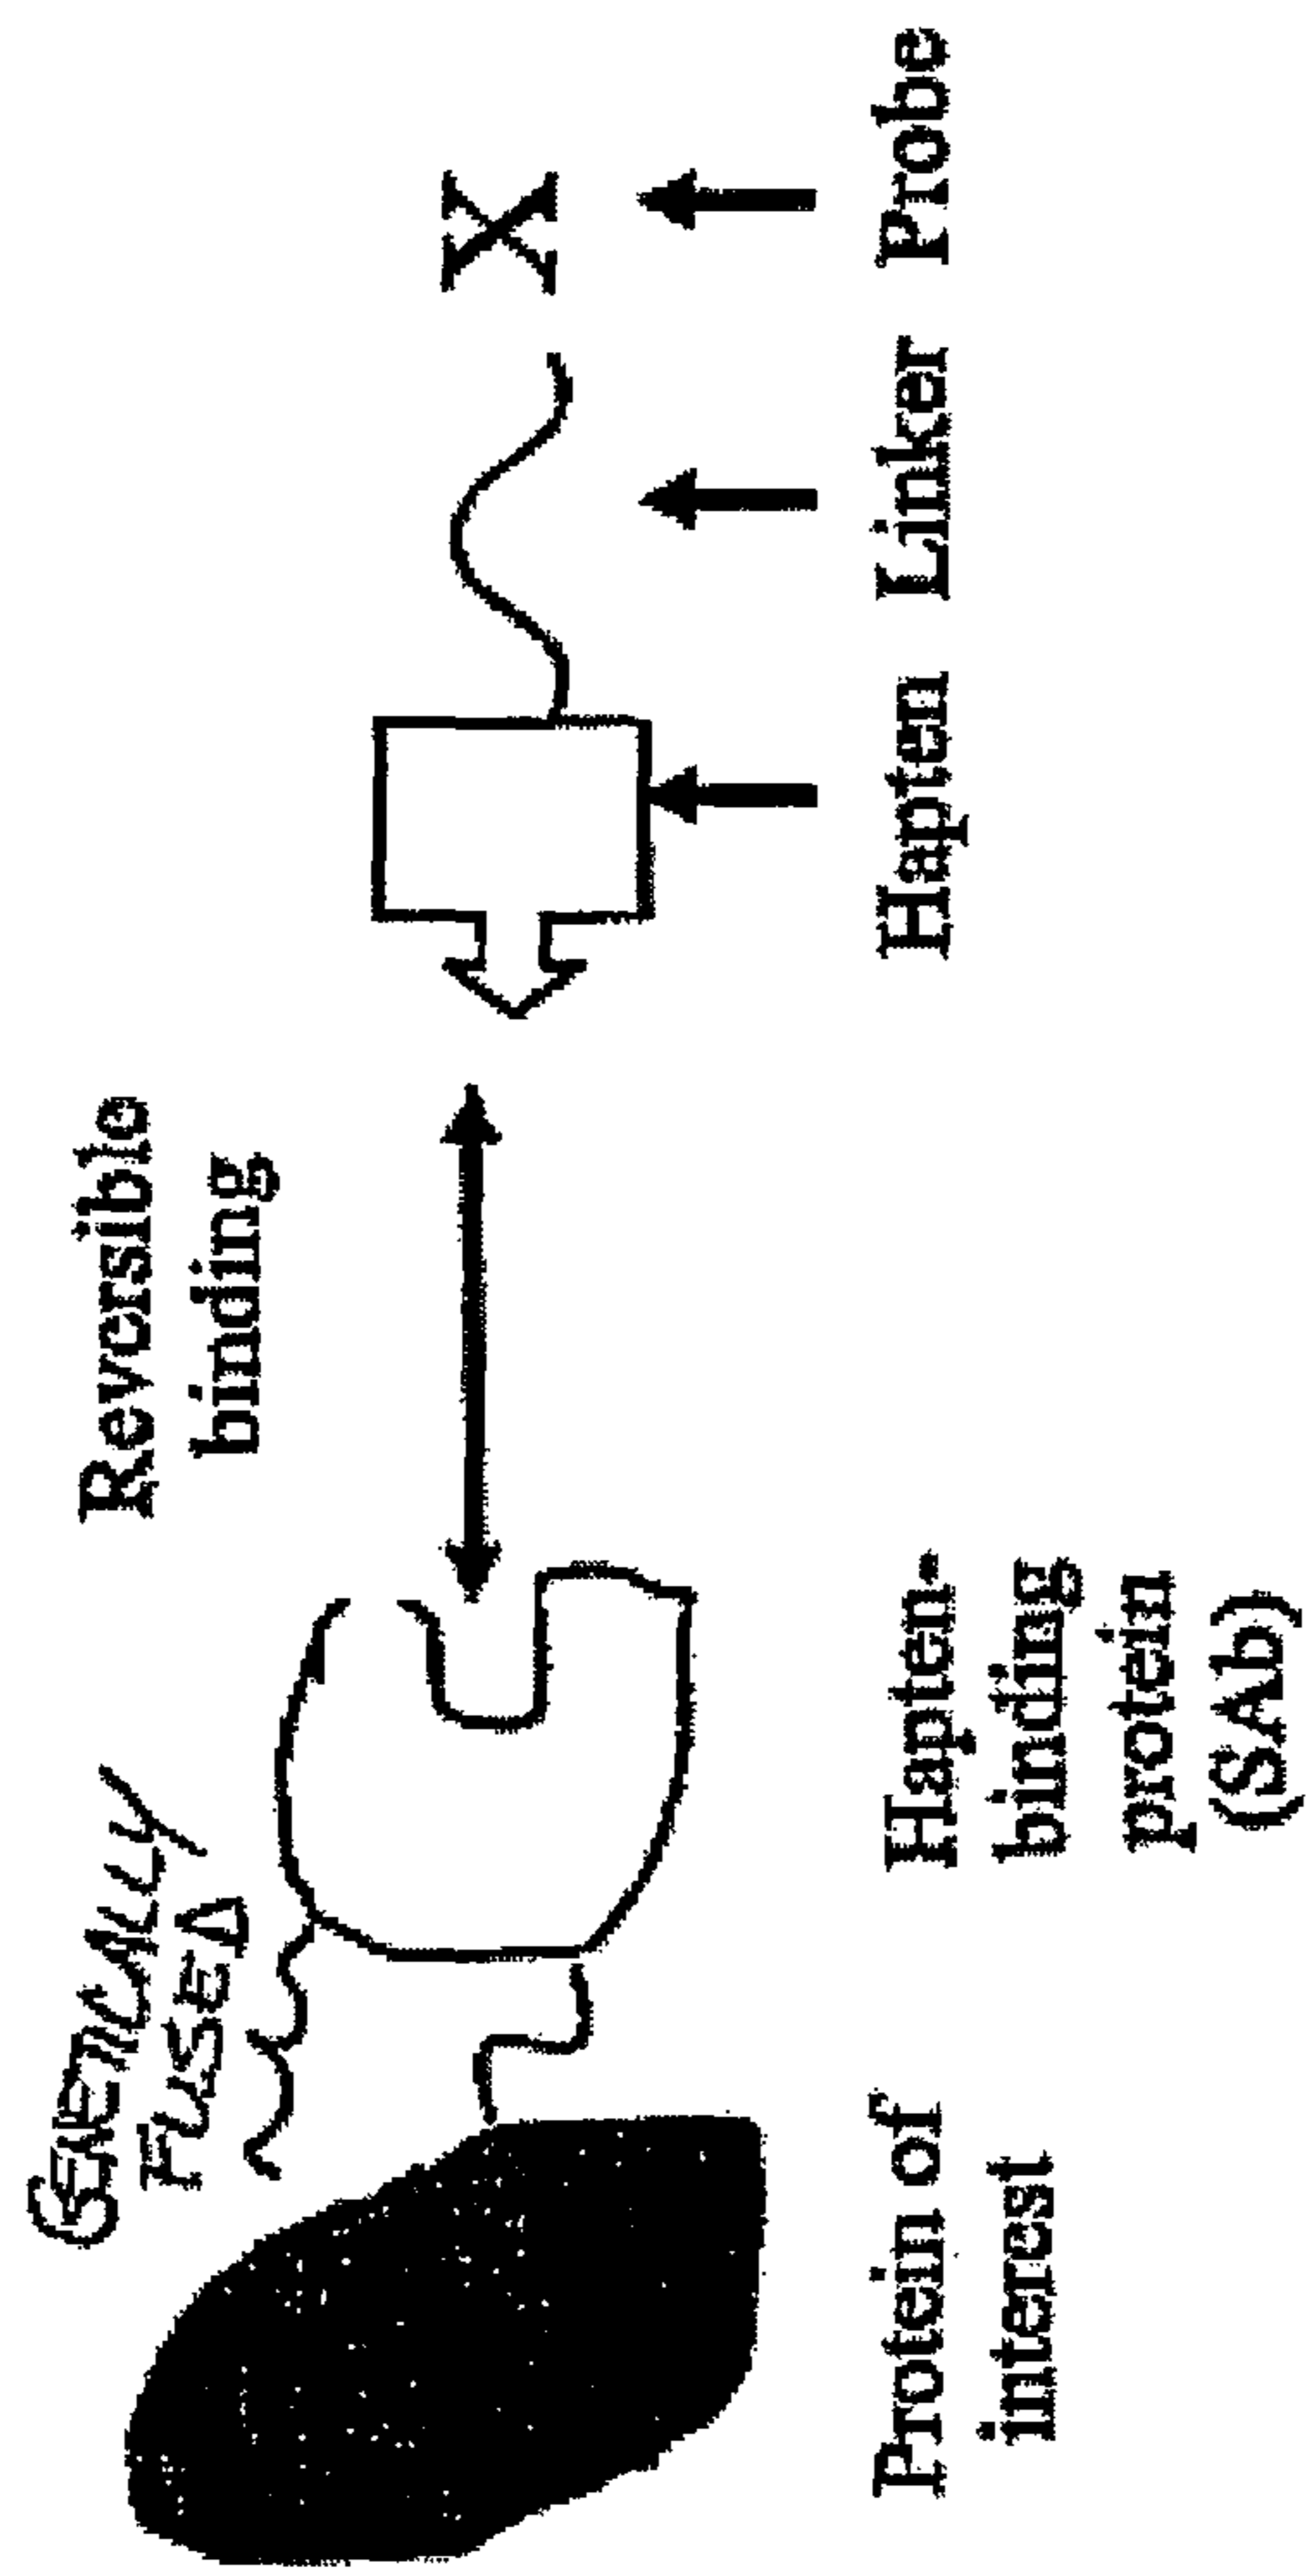 GENETICALLY
FUSED
Reversible
binding
X
Protein of
interest
Hapten-
binding
protein
(SAb)
Hapten
Linker
Probe